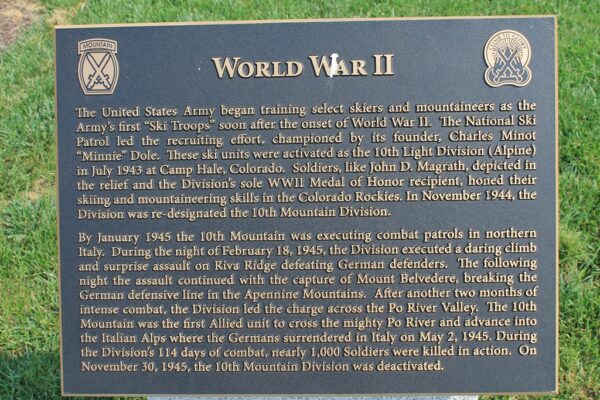 MOUNTAIN
WORLD WAR II
The United States Army began training select skiers and mountaineers as the
Army's first "Ski Troops" soon after the onset of World War II. The National Ski
Patrol led the recruiting effort, championed by its founder, Charles Minot
"Minnie" Dole. These ski units were activated as the 10th Light Division (Alpine)
in July 1943 at Camp Hale, Colorado. Soldiers, like John D. Magrath, depicted in
the relief and the Division's sole WWII Medal of Honor recipient, honed their
skiing and mountaineering skills in the Colorado Rockies. In November 1944, the
Division was re-designated the 10th Mountain Division.
By January 1945 the 10th Mountain was executing combat patrols in northern
Italy. During the night of February 18, 1945, the Division executed a daring climb
and surprise assault on Riva Ridge defeating German defenders. The following
night the assault continued with the capture of Mount Belvedere, breaking the
German defensive line in the Apennine Mountains. After another two months of
intense combat, the Division led the charge across the Po River Valley. The 10th
Mountain was the first Allied unit to cross the mighty Po River and advance into
the Italian Alps where the Germans surrendered in Italy on May 2, 1945. During
the Division's 114 days of combat, nearly 1,000 Soldiers were killed in action. On
November 30, 1945, the 10th Mountain Division was deactivated.